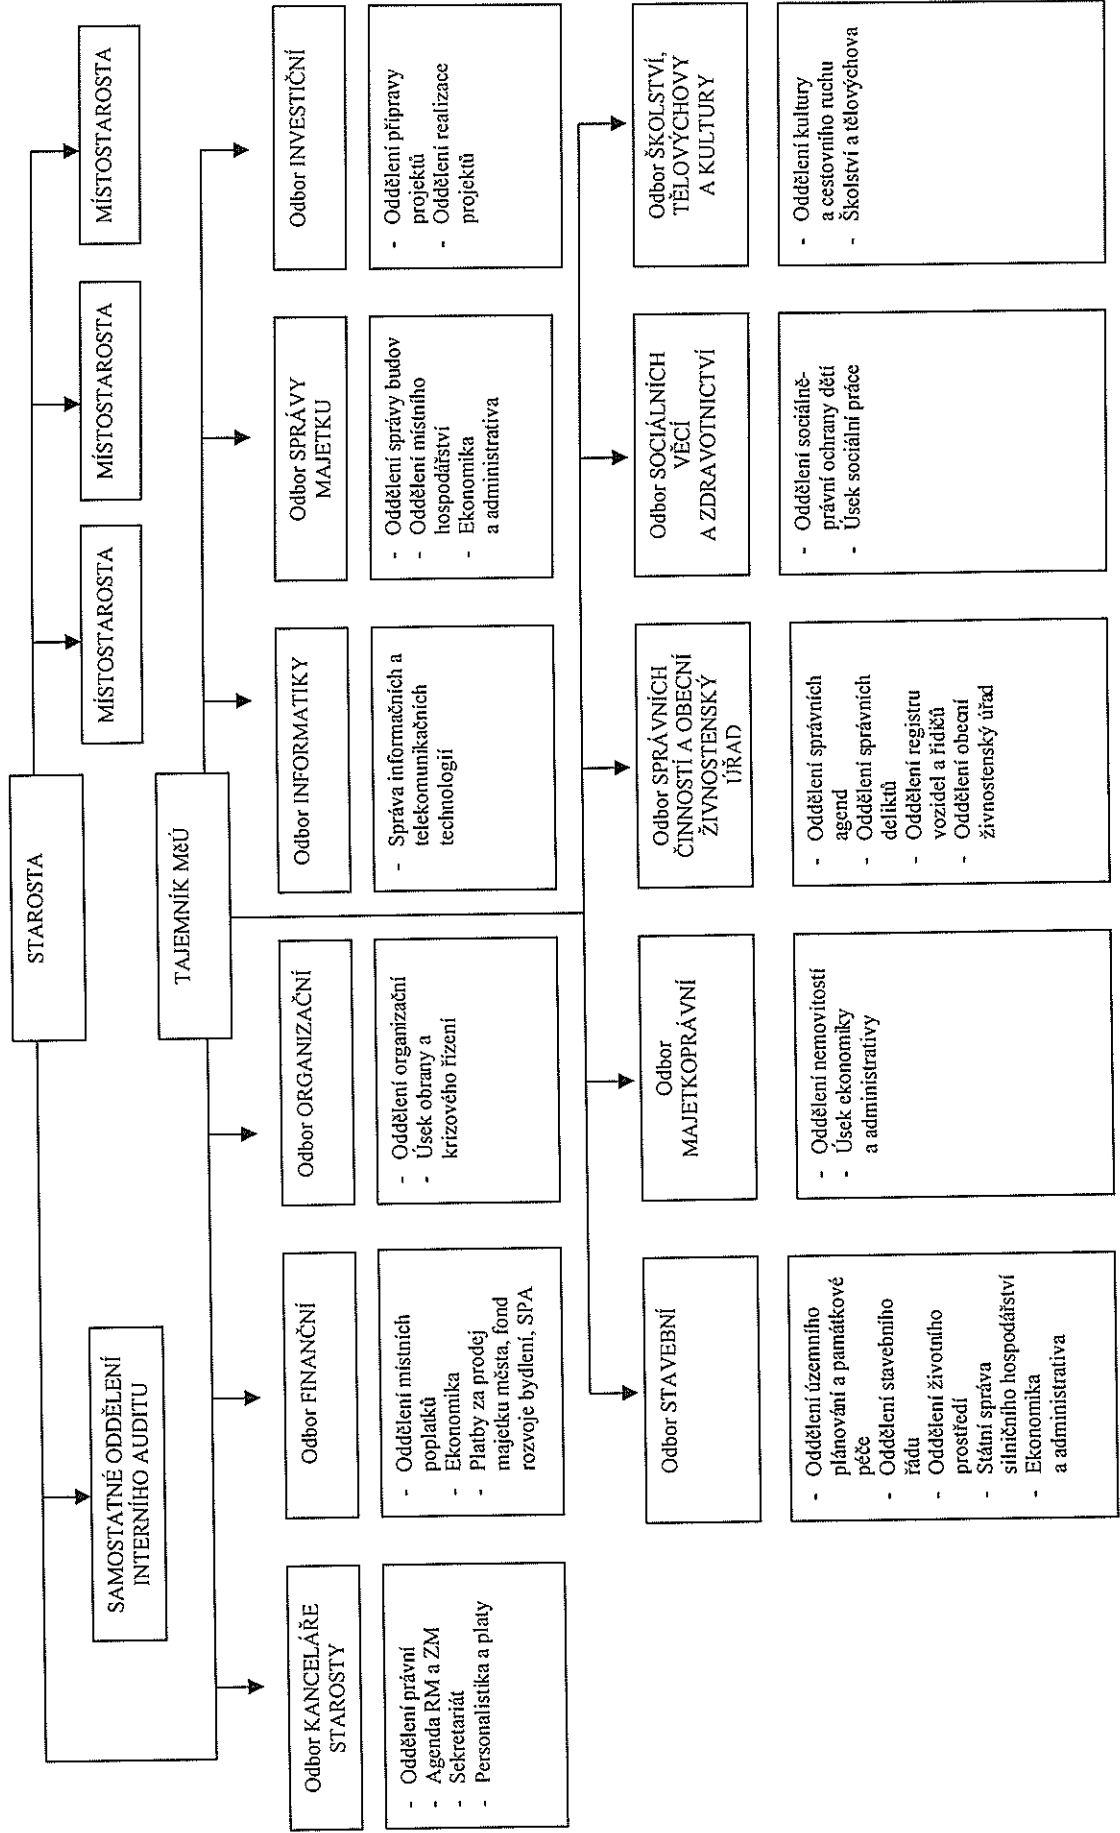 STAROSTA
MÍSTOSTAROSTA
MÍSTOSTAROSTA
MÍSTOSTAROSTA
SAMOSTATNÉ ODDĚLENÍ
INTERNÍHO AUDITU
TAJEMNÍK MěÚ
Odbor KANCELÁŘE
STAROSTY
- Oddělení právní
- Agenda RM a ZM
- Sekretariát
- Personalistika a platy
Odbor FINANČNÍ
- Oddělení místních
poplatků
- Ekonomika
- Platby za prodej
majetku města, fond
rozvoje bydlení, SPA
Odbor ORGANIZAČNÍ
- Oddělení organizační
- Úsek obrany a
krizového řízení
Odbor INFORMATIKY
- Správa informačních a
telekomunikačních
technologií
Odbor SPRÁVY
MAJETKU
- Oddělení správy budov
- Oddělení místního
hospodářství
- Ekonomika
a administrativa
Odbor INVESTIČNÍ
- Oddělení přípravy
projektů
- Oddělení realizace
projektů
Odbor STAVEBNÍ
- Oddělení územního
plánování a památkové
péče
- Oddělení stavebního
řádu
- Oddělení životního
prostředí
- Státní správa
silničního hospodářství
- Ekonomika
a administrativa
Odbor
MAJETKOPRÁVNÍ
- Oddělení nemovitostí
- Úsek ekonomiky
a administrativy
Odbor SPRÁVNÍCH
ČINNOSTÍ A OBECNÍ
ŽIVNOSTENSKÝ
ÚŘAD
- Oddělení správních
agend
- Oddělení správních
deliktů
- Oddělení registru
vozidel a řidičů
- Oddělení obecní
živnostenský úřad
Odbor SOCIÁLNÍCH
VĚCÍ
A ZDRAVOTNICTVÍ
- Oddělení sociálně-
právní ochrany dětí
- Úsek sociální práce
Odbor ŠKOLSTVÍ,
TĚLOVÝCHOVY
A KULTURY
- Oddělení kultury
a cestovního ruchu
- Školství a tělovýchova